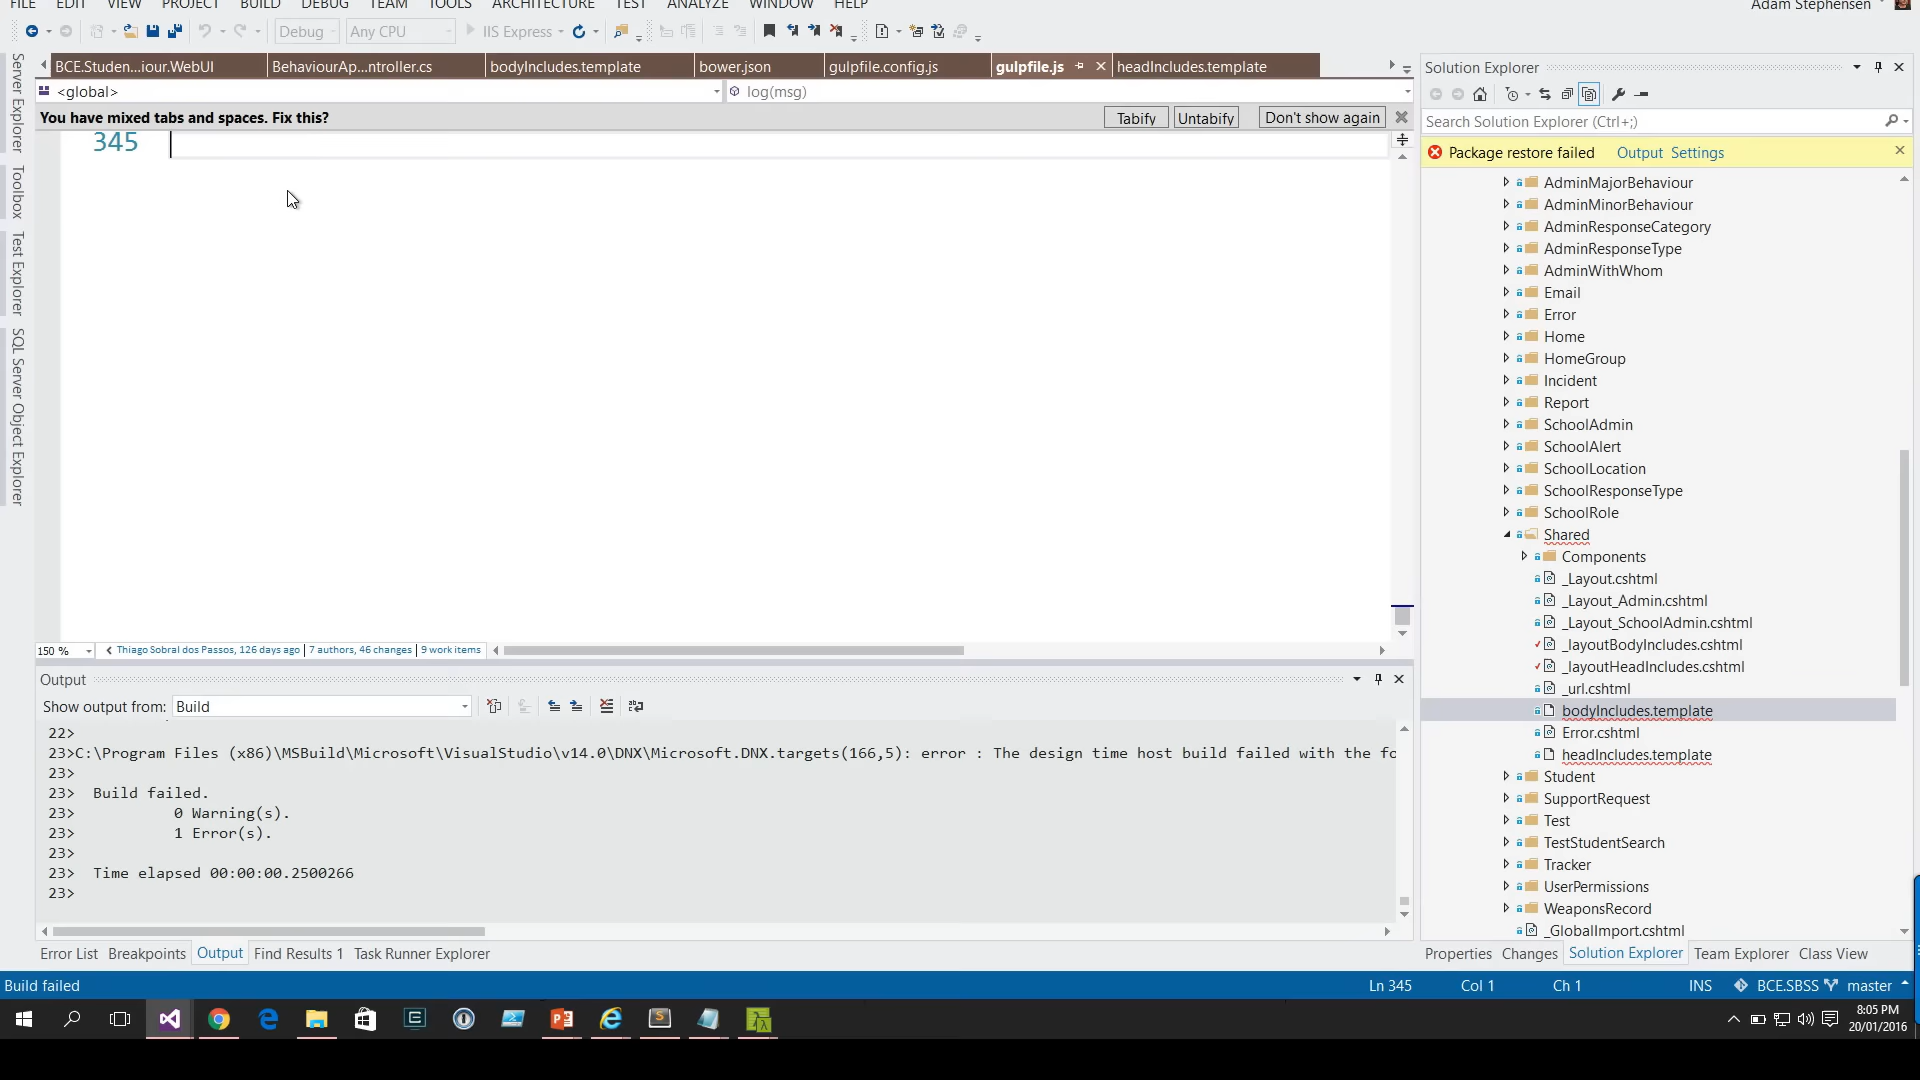 FILE EDIT VIEW PROJECT BUILD DEBUG TEAM TOOLS ARCHITECTURE TEST ANALYZE WINDOW HELP
Adam Stephensen
Debug Any CPU IIS Express
BCE.Studen...iour.WebUI BehaviourAp...ntroller.cs bodyIncludes.template bower.json gulpfile.config.js gulpfile.js headIncludes.template
<global> log(msg)
You have mixed tabs and spaces. Fix this? Tabify Untabify Don't show again
345
Server Explorer
Toolbox
Test Explorer
SQL Server Object Explorer
150 % Thiago Sobral dos Passos, 126 days ago | 7 authors, 46 changes | 9 work items
Output
Show output from: Build
22>
23>C:\Program Files (x86)\MSBuild\Microsoft\VisualStudio\v14.0\DNX\Microsoft.DNX.targets(166,5): error : The design time host build failed with the fo
23>
23> Build failed.
23> 0 Warning(s).
23> 1 Error(s).
23>
23> Time elapsed 00:00:00.2500266
23>
Error List Breakpoints Output Find Results 1 Task Runner Explorer
Solution Explorer
Search Solution Explorer (Ctrl+;)
Package restore failed Output Settings
AdminMajorBehaviour
AdminMinorBehaviour
AdminResponseCategory
AdminResponseType
AdminWithWhom
Email
Error
Home
HomeGroup
Incident
Report
SchoolAdmin
SchoolAlert
SchoolLocation
SchoolResponseType
SchoolRole
Shared
Components
_Layout.cshtml
_Layout_Admin.cshtml
_Layout_SchoolAdmin.cshtml
_layoutBodyIncludes.cshtml
_layoutHeadIncludes.cshtml
_url.cshtml
bodyIncludes.template
Error.cshtml
headIncludes.template
Student
SupportRequest
Test
TestStudentSearch
Tracker
UserPermissions
WeaponsRecord
_GlobalImport.cshtml
Properties Changes Solution Explorer Team Explorer Class View
Build failed Ln 345 Col 1 Ch 1 INS BCE.SBSS master
8:05 PM
20/01/2016